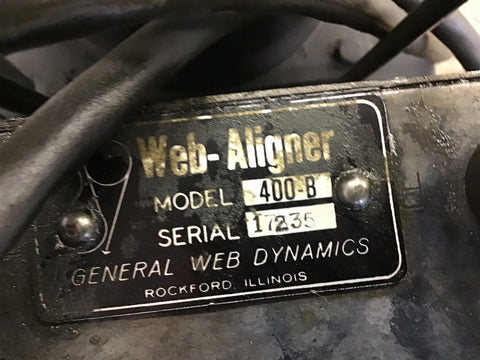 Web-Aligner
MODEL 400-B
SERIAL 17235
GENERAL WEB DYNAMICS
ROCKFORD, ILLINOIS